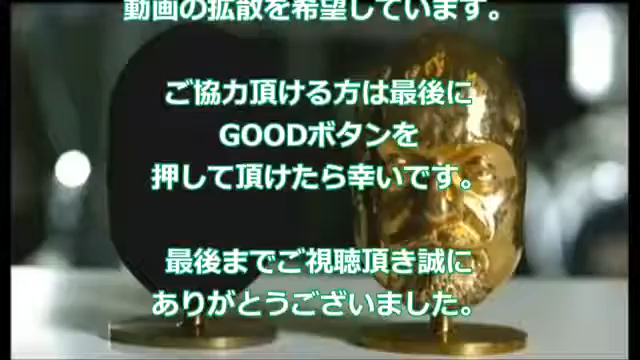 動画の拡散を希望しています。
ご協力頂ける方は最後に
GOODボタンを
押して頂けたら幸いです。
最後までご視聴頂き誠に
ありがとうございました。